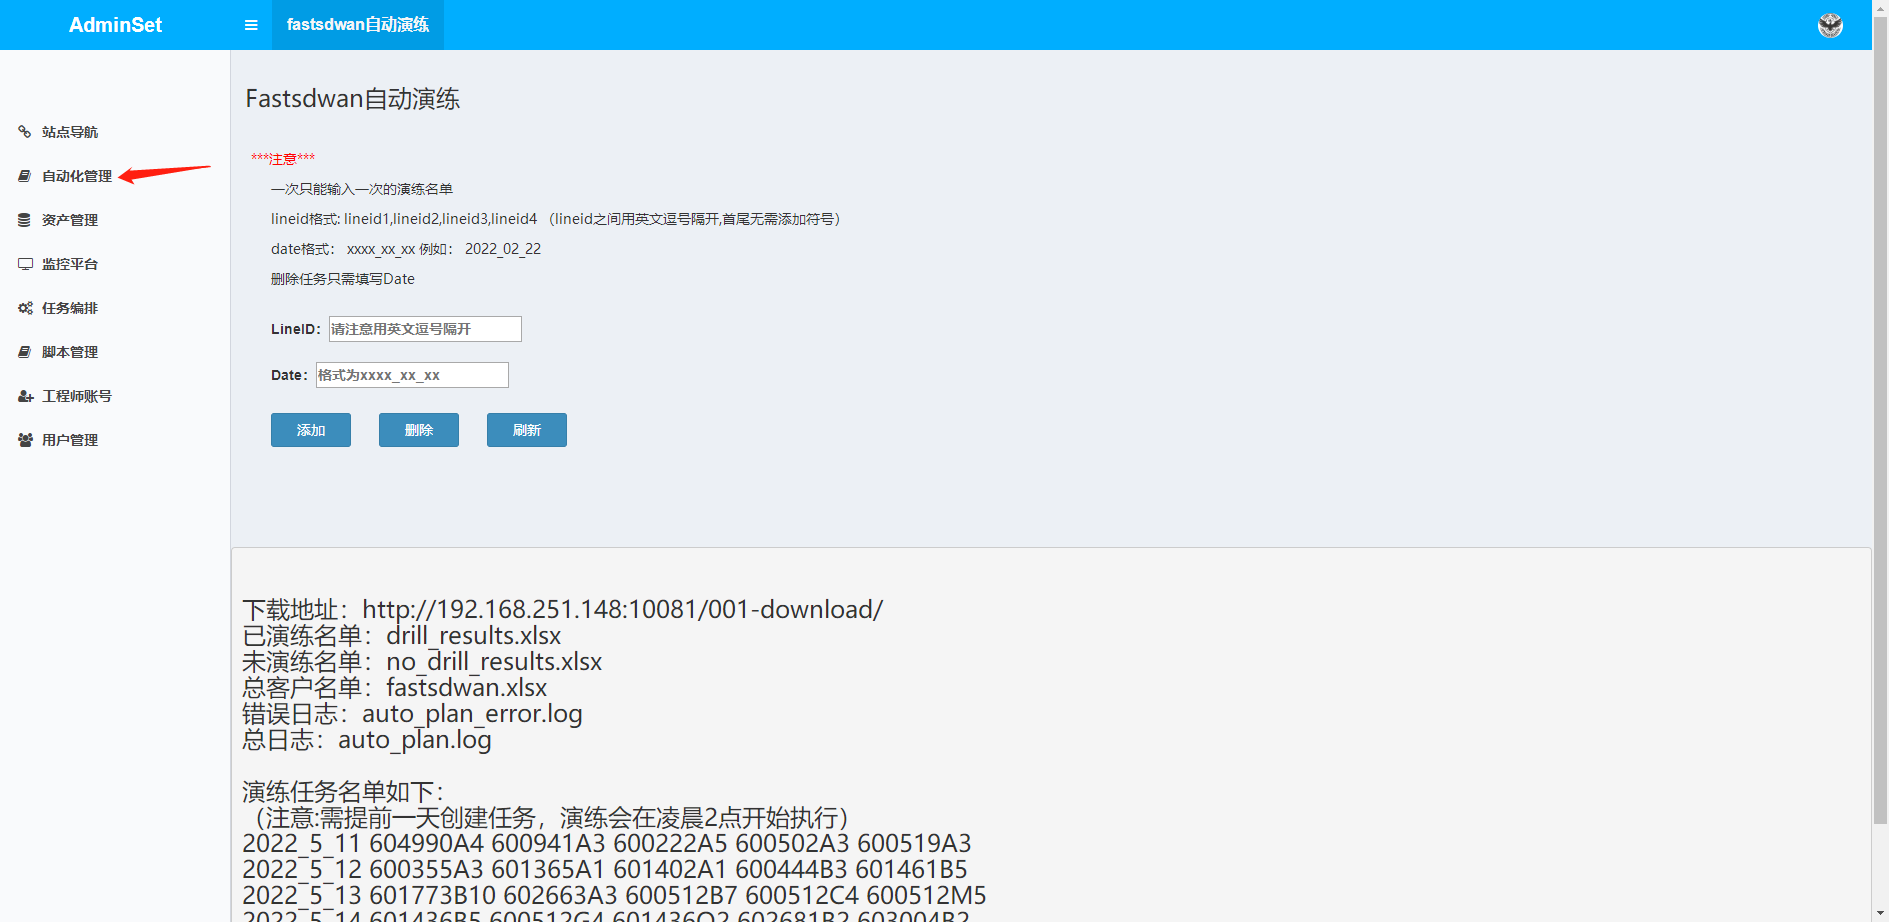 AdminSet
fastsdwan自动演练
站点导航
自动化管理
资产管理
监控平台
任务编排
脚本管理
工程师账号
用户管理
Fastsdwan自动演练
***注意***
一次只能输入一次的演练名单
lineid格式: lineid1,lineid2,lineid3,lineid4 （lineid之间用英文逗号隔开,首尾无需添加符号）
date格式： xxxx_xx_xx 例如： 2022_02_22
删除任务只需填写Date
LineID： 请注意用英文逗号隔开
Date： 格式为xxxx_xx_xx
添加 删除 刷新
下载地址：http://192.168.251.148:10081/001-download/
已演练名单：drill_results.xlsx
未演练名单：no_drill_results.xlsx
总客户名单：fastsdwan.xlsx
错误日志：auto_plan_error.log
总日志：auto_plan.log
演练任务名单如下：
（注意:需提前一天创建任务，演练会在凌晨2点开始执行）
2022_5_11 604990A4 600941A3 600222A5 600502A3 600519A3
2022_5_12 600355A3 601365A1 601402A1 600444B3 601461B5
2022_5_13 601773B10 602663A3 600512B7 600512C4 600512M5
2022_5_14 601436B5 600512G4 601436Q2 602681B2 603004B2